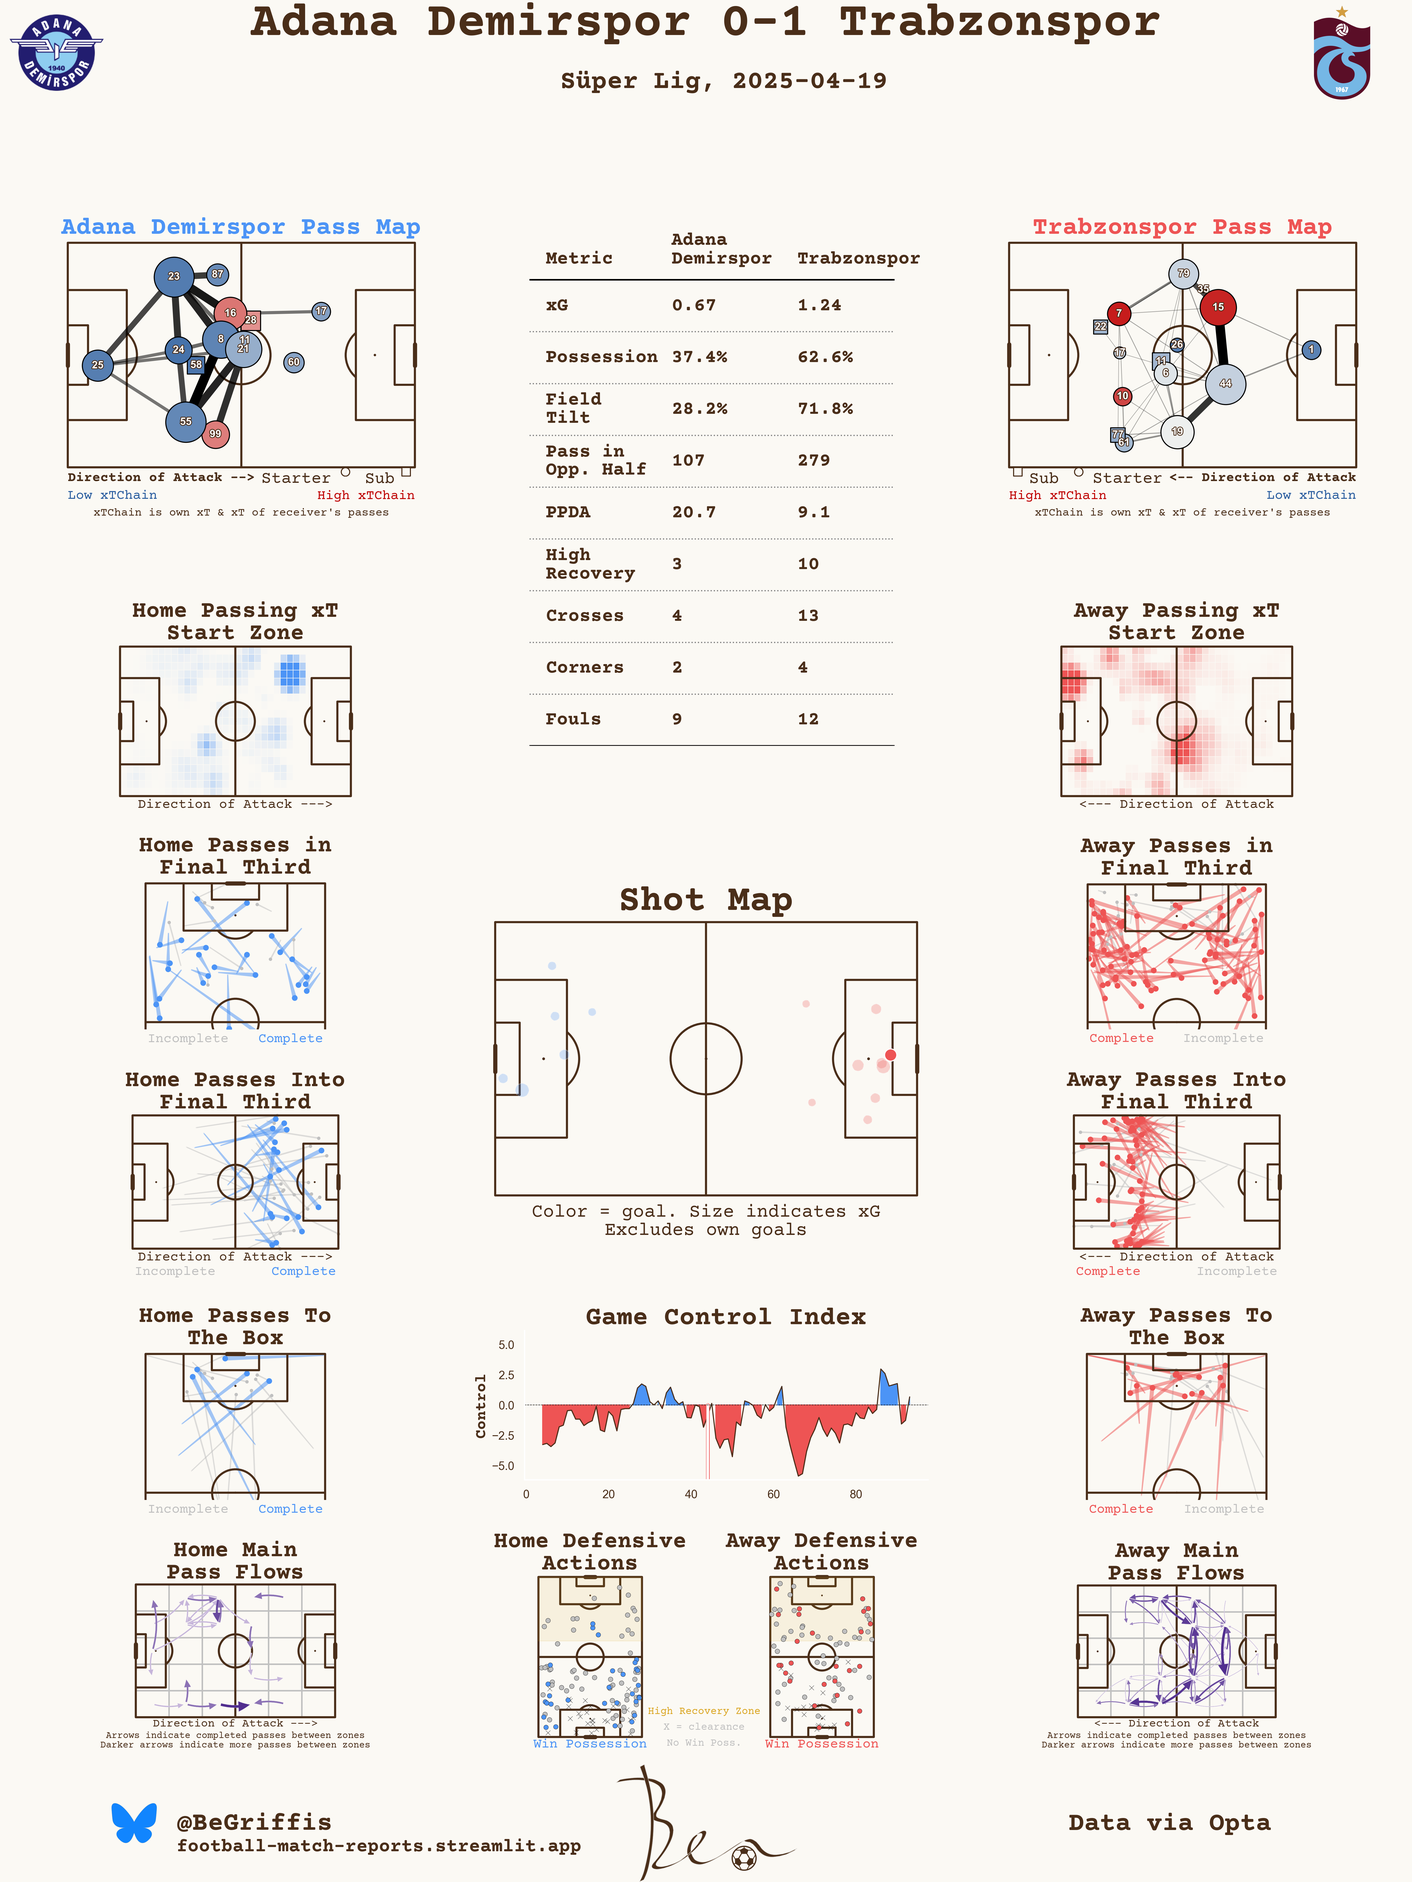 Adana Demirspor 0-1 Trabzonspor
Süper Lig, 2025-04-19
ADANA
1940
DEMİRSPOR
1967
Adana Demirspor Pass Map
23
87
16
28
17
8
11
21
24
58
60
25
55
99
Direction of Attack --> Starter Sub
Low xTChain High xTChain
xTChain is own xT & xT of receiver's passes
Metric Adana Demirspor Trabzonspor
xG 0.67 1.24
Possession 37.4% 62.6%
Field Tilt 28.2% 71.8%
Pass in Opp. Half 107 279
PPDA 20.7 9.1
High Recovery 3 10
Crosses 4 13
Corners 2 4
Fouls 9 12
Trabzonspor Pass Map
79
35
15
7
22
17
26
11
6
1
44
10
77
61
19
Sub Starter <-- Direction of Attack
High xTChain Low xTChain
xTChain is own xT & xT of receiver's passes
Home Passing xT
Start Zone
Direction of Attack --->
Away Passing xT
Start Zone
<--- Direction of Attack
Home Passes in
Final Third
Incomplete Complete
Away Passes in
Final Third
Complete Incomplete
Shot Map
Color = goal. Size indicates xG
Excludes own goals
Home Passes Into
Final Third
Direction of Attack --->
Incomplete Complete
Away Passes Into
Final Third
<--- Direction of Attack
Complete Incomplete
Home Passes To
The Box
Incomplete Complete
Game Control Index
Control
5.0
2.5
0.0
−2.5
−5.0
0 20 40 60 80
Away Passes To
The Box
Complete Incomplete
Home Main
Pass Flows
Direction of Attack --->
Arrows indicate completed passes between zones
Darker arrows indicate more passes between zones
Home Defensive
Actions
Win Possession
High Recovery Zone
X = clearance
No Win Poss.
Away Defensive
Actions
Win Possession
Away Main
Pass Flows
<--- Direction of Attack
Arrows indicate completed passes between zones
Darker arrows indicate more passes between zones
@BeGriffis
football-match-reports.streamlit.app
Ben
Data via Opta